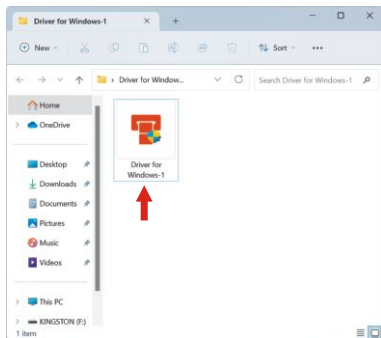 Driver for Windows-1
New
Sort
Driver for Window...
Search Driver for Windows-1
Home
OneDrive
Desktop
Downloads
Documents
Pictures
Music
Videos
This PC
KINGSTON (F:)
Driver for
Windows-1
1 item